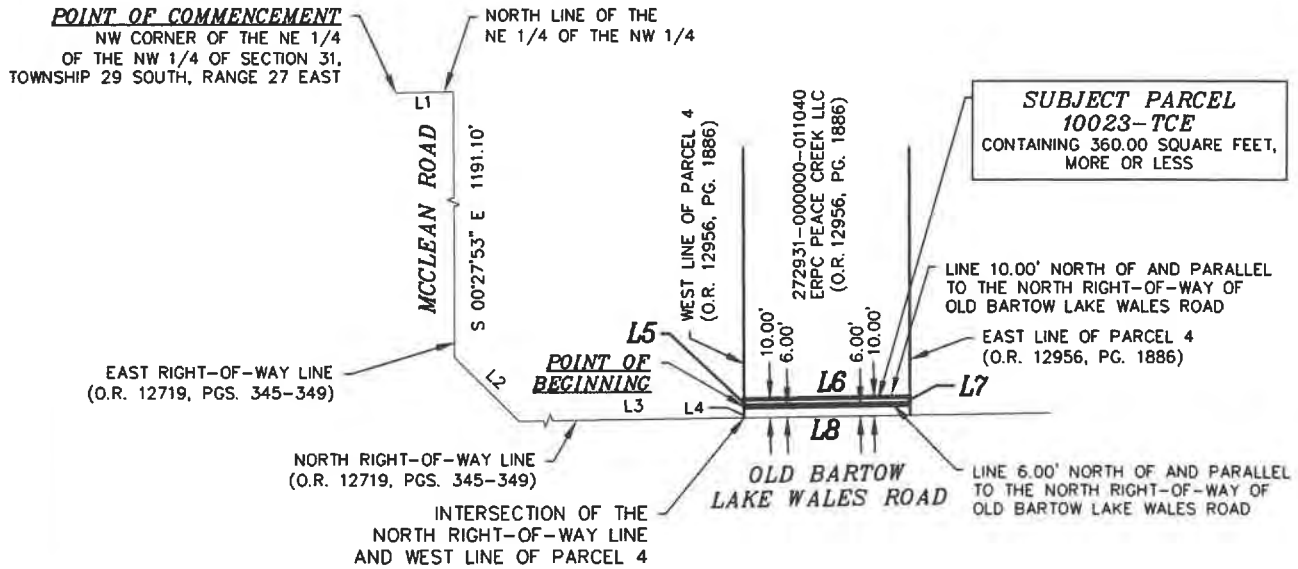 POINT OF COMMENCEMENT
NW CORNER OF THE NE 1/4
OF THE NW 1/4 OF SECTION 31,
TOWNSHIP 29 SOUTH, RANGE 27 EAST
NORTH LINE OF THE
NE 1/4 OF THE NW 1/4
L1
MCCLEAN ROAD
S 00°27'53" E 1191.10'
WEST LINE OF PARCEL 4
(O.R. 12956, PG. 1886)
272931-000000-011040
ERPC PEACE CREEK LLC
(O.R. 12956, PG. 1886)
SUBJECT PARCEL
10023-TCE
CONTAINING 360.00 SQUARE FEET,
MORE OR LESS
LINE 10.00' NORTH OF AND PARALLEL
TO THE NORTH RIGHT-OF-WAY OF
OLD BARTOW LAKE WALES ROAD
EAST LINE OF PARCEL 4
(O.R. 12956, PG. 1886)
L5
10.00'
6.00'
6.00'
10.00'
POINT OF
BEGINNING
L6
L7
EAST RIGHT-OF-WAY LINE
(O.R. 12719, PGS. 345-349)
L2
L3
L4
L8
NORTH RIGHT-OF-WAY LINE
(O.R. 12719, PGS. 345-349)
OLD BARTOW
LAKE WALES ROAD
LINE 6.00' NORTH OF AND PARALLEL
TO THE NORTH RIGHT-OF-WAY OF
OLD BARTOW LAKE WALES ROAD
INTERSECTION OF THE
NORTH RIGHT-OF-WAY LINE
AND WEST LINE OF PARCEL 4